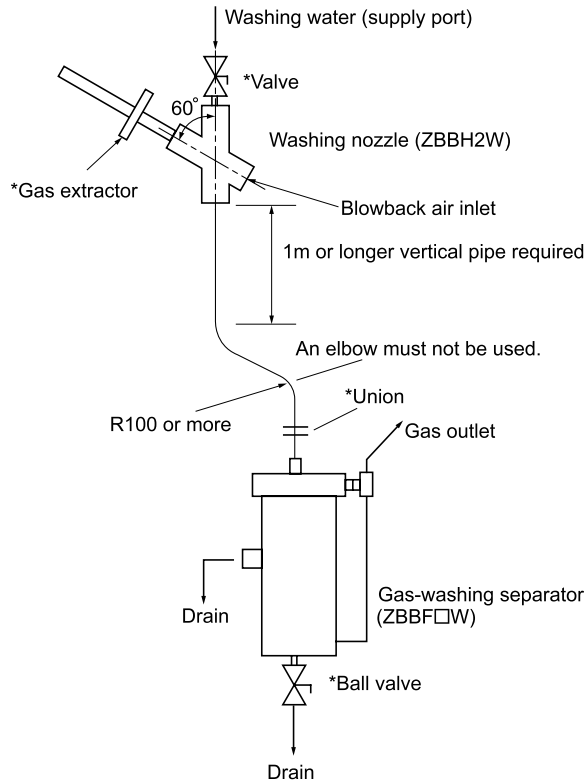 Washing water (supply port)
*Valve
60°
Washing nozzle (ZBBH2W)
*Gas extractor
Blowback air inlet
1m or longer vertical pipe required
An elbow must not be used.
*Union
R100 or more
Gas outlet
Gas-washing separator
(ZBBF□W)
Drain
*Ball valve
Drain